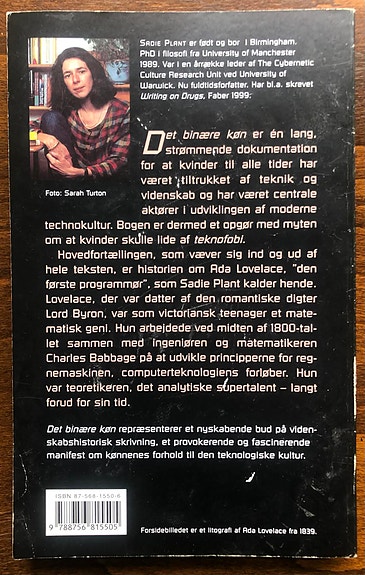 SADIE PLANT er født og bor i Birmingham.
PhD i filosofi fra University of Manchester
1989. Var i en årrække leder af The Cybernetic
Culture Research Unit ved University of
Warwick. Nu fuldtidsforfatter. Har bl.a. skrevet
Writing on Drugs, Faber 1999.
Foto: Sarah Turton
Det binære køn er én lang,
strømmende dokumentation
for at kvinder til alle tider har
været tiltrukket af teknik og
videnskab og har været centrale
aktører i udviklingen af moderne
technokultur. Bogen er dermed et opgør med myten
om at kvinder skulle lide af teknofobi.
Hovedfortællingen, som væver sig ind og ud af
hele teksten, er historien om Ada Lovelace, "den
første programmør", som Sadie Plant kalder hende.
Lovelace, der var datter af den romantiske digter
Lord Byron, var som victoriansk teenager et mate-
matisk geni. Hun arbejdede ved midten af 1800-tal-
let sammen med ingeniøren og matematikeren
Charles Babbage på at udvikle principperne for reg-
nemaskinen, computerteknologiens forløber. Hun
var teoretikeren, det analytiske supertalent – langt
forud for sin tid.
Det binære køn repræsenterer et nyskabende bud på viden-
skabshistorisk skrivning, et provokerende og fascinerende
manifest om kønnenes forhold til den teknologiske kultur.
ISBN 87-568-1550-6
9 788756 815505
Forsidebilledet er et litografi af Ada Lovelace fra 1839.